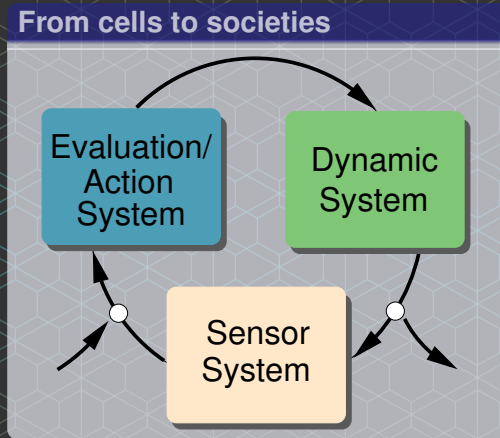 From cells to societies
Evaluation/
Action
System
Dynamic
System
Sensor
System